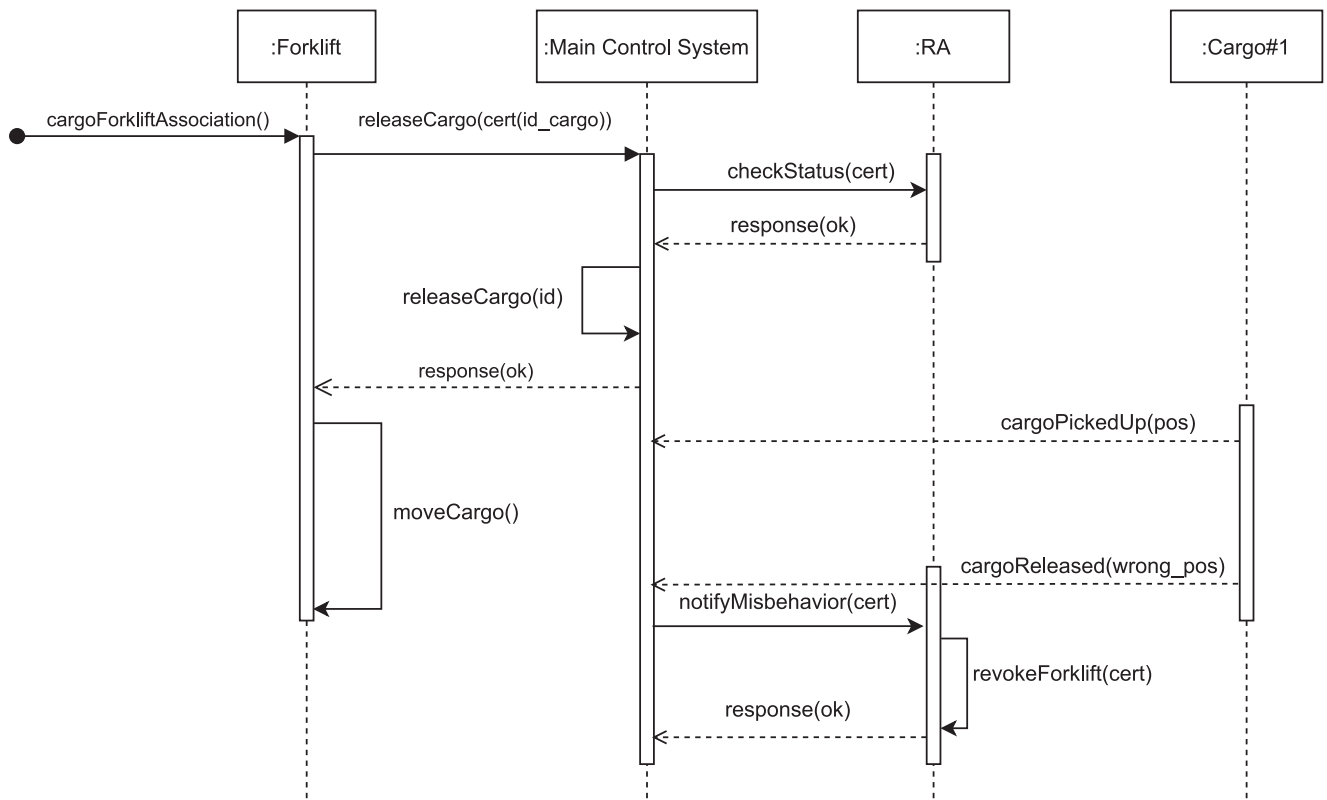 :Forklift
:Main Control System
:RA
:Cargo#1
cargoForkliftAssociation()
releaseCargo(cert(id_cargo))
checkStatus(cert)
response(ok)
releaseCargo(id)
response(ok)
cargoPickedUp(pos)
moveCargo()
cargoReleased(wrong_pos)
notifyMisbehavior(cert)
revokeForklift(cert)
response(ok)